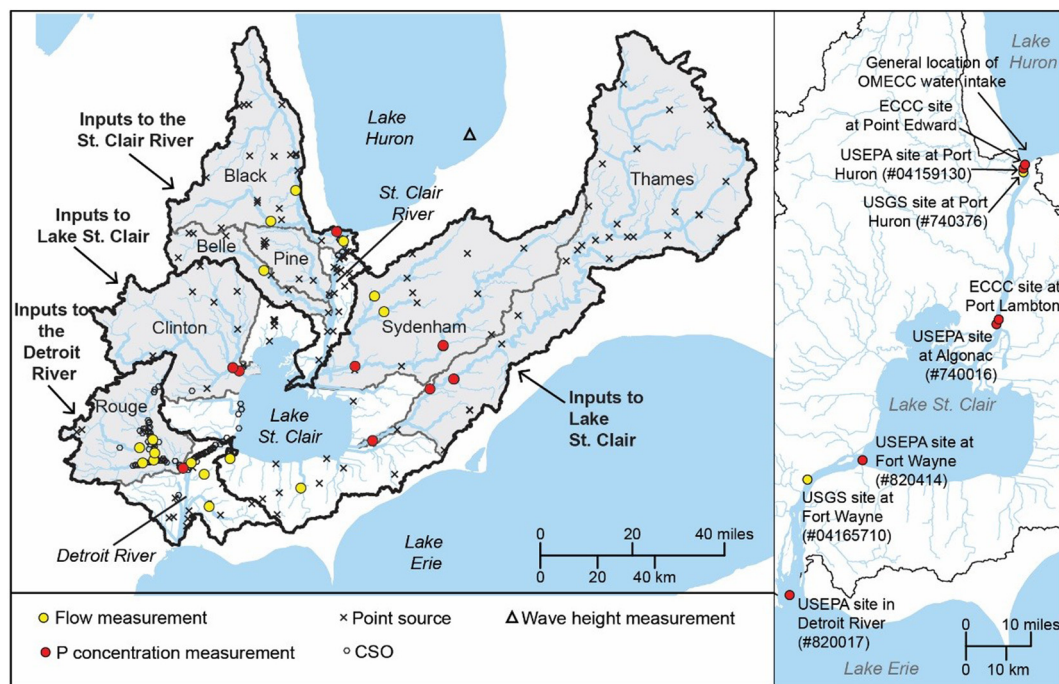 Lake
Huron
Inputs to the
St. Clair River
Black
Thames
St. Clair
River
Inputs to
Lake St. Clair
Belle
Pine
Inputs to
the
Detroit
River
Clinton
Sydenham
Rouge
Lake
St. Clair
Inputs to
Lake
St. Clair
Detroit River
Lake
Erie
0 20 40 miles
0 20 40 km
Flow measurement
Point source
Wave height measurement
P concentration measurement
CSO
Lake
Huron
General location of
OMECC water intake
ECCC site
at Point Edward
USEPA site at Port
Huron (#04159130)
USGS site at Port
Huron (#740376)
ECCC site at
Port Lambton
USEPA site
at Algonac
(#740016)
Lake St. Clair
USEPA site at
Fort Wayne
(#820414)
USGS site at
Fort Wayne
(#04165710)
USEPA site in
Detroit River
(#820017)
0 10 miles
0 10 km
Lake Erie